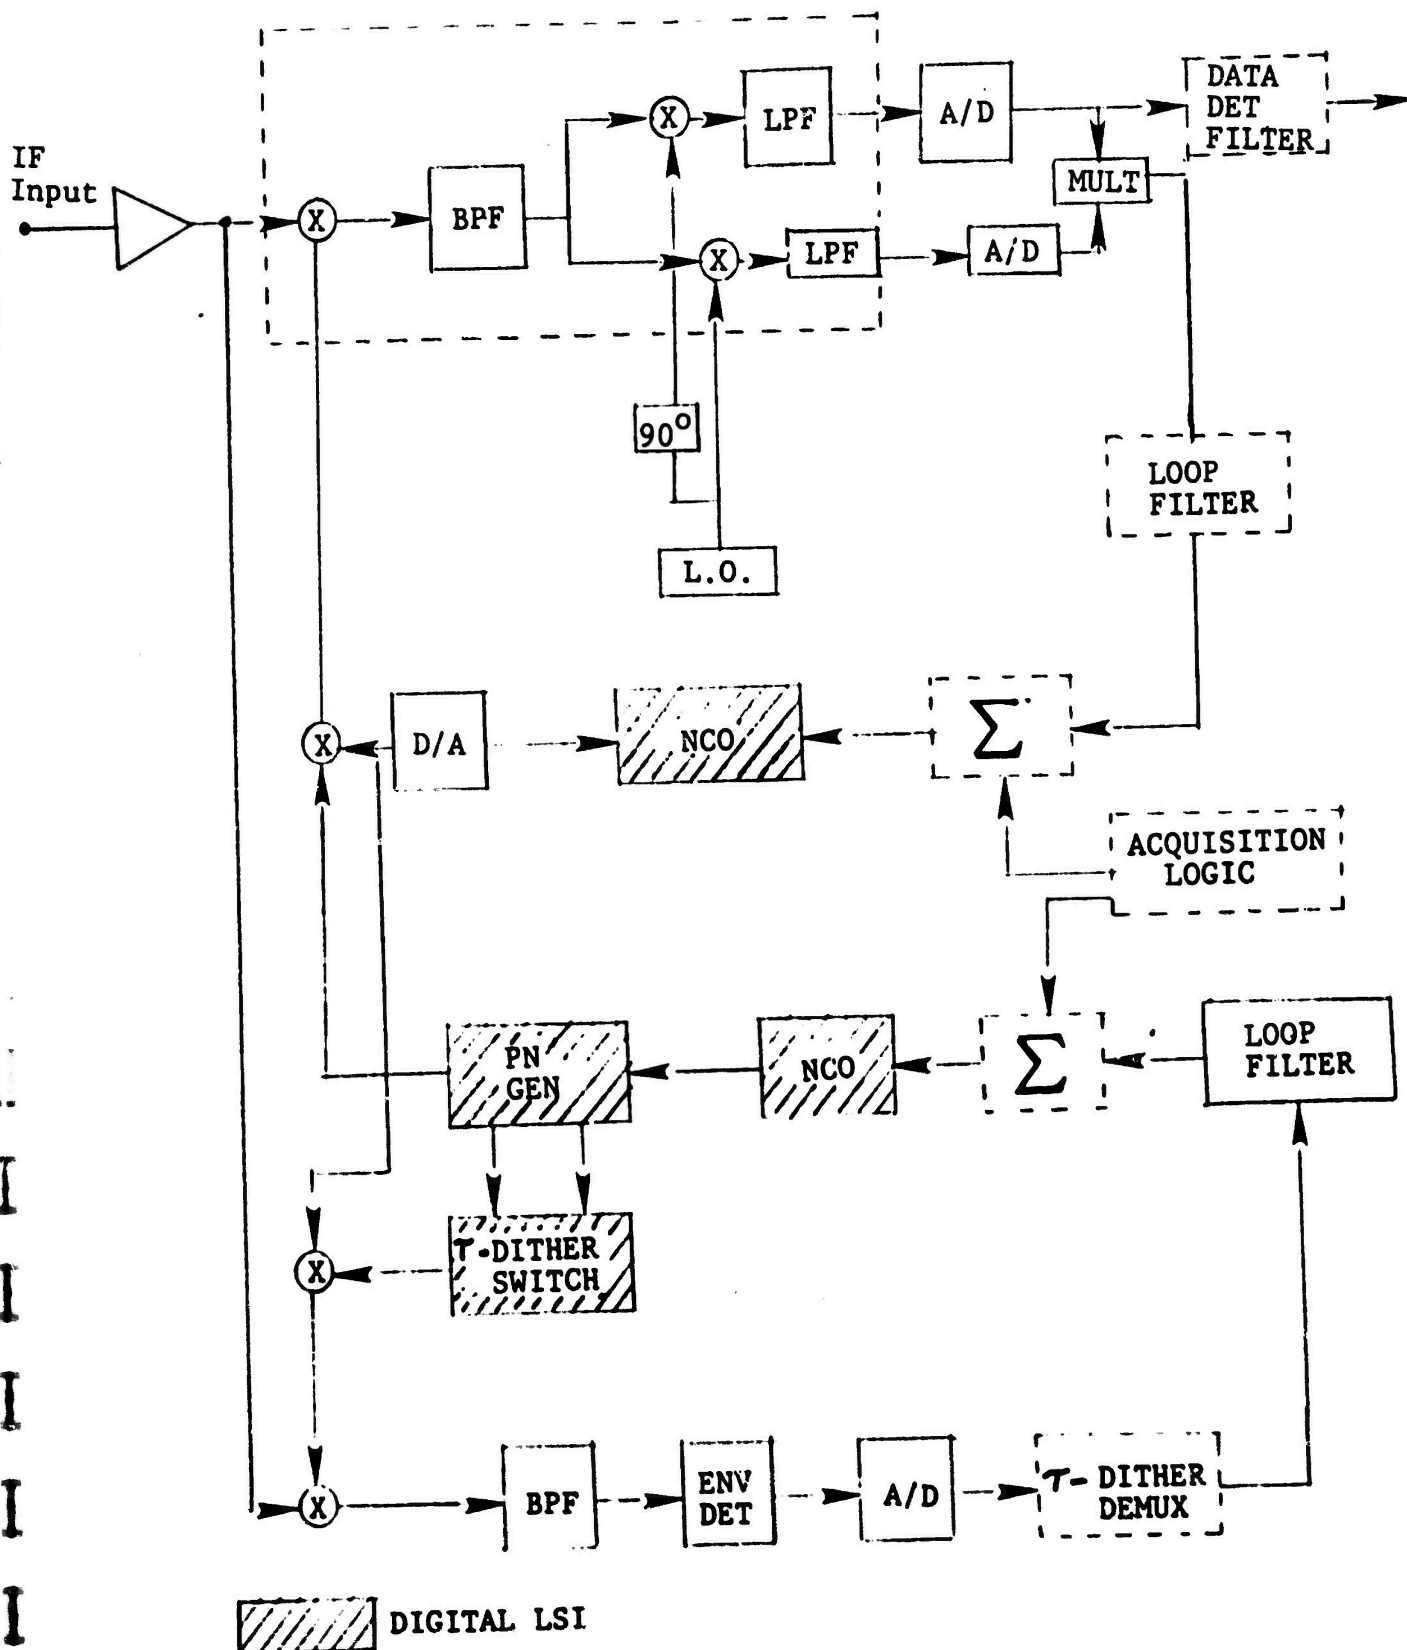 IF
Input
X
BPF
X
LPF
A/D
DATA
DET
FILTER
MULT
X
LPF
A/D
90°
L.O.
LOOP
FILTER
X
D/A
NCO
Σ
ACQUISITION
LOGIC
PN
GEN
NCO
Σ
LOOP
FILTER
τ-DITHER
SWITCH
X
X
BPF
ENV
DET
A/D
τ-DITHER
DEMUX
DIGITAL LSI